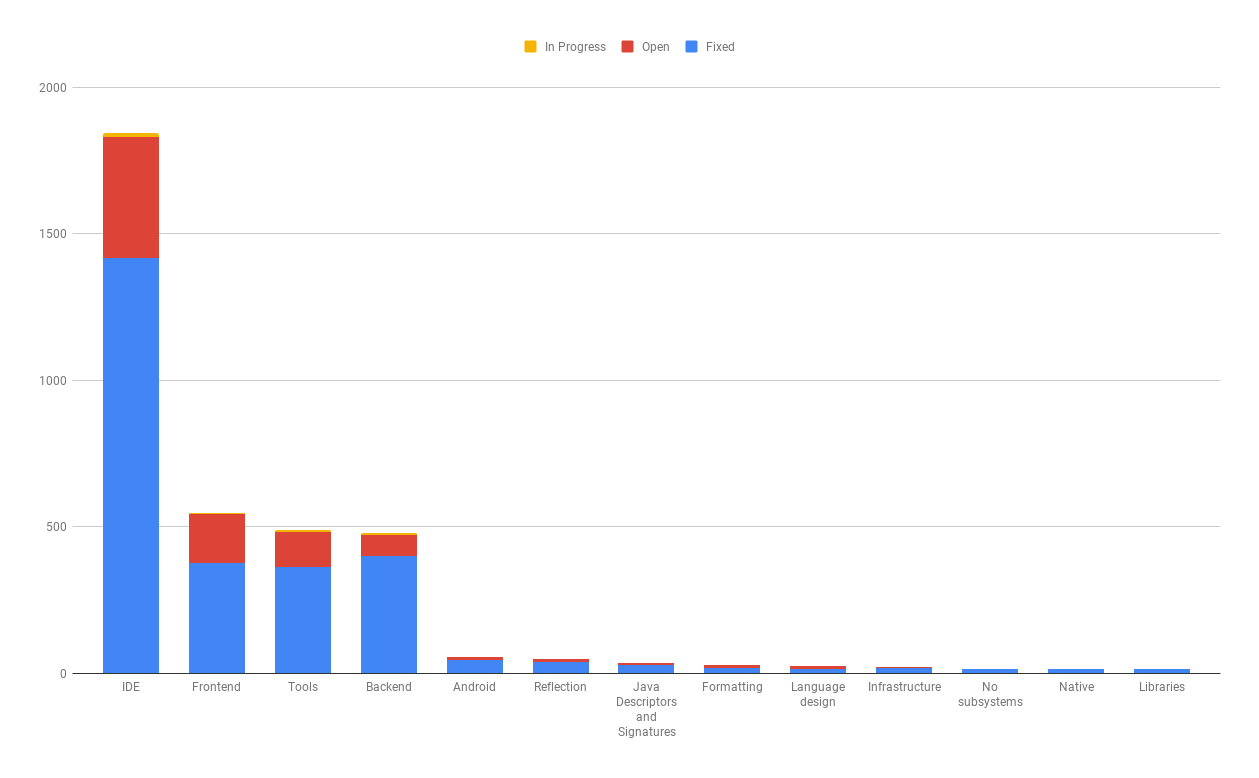 In Progress Open Fixed
2000
1500
1000
500
0
IDE Frontend Tools Backend Android Reflection Java Formatting Language Infrastructure No Native Libraries
Descriptors design subsystems
and
Signatures